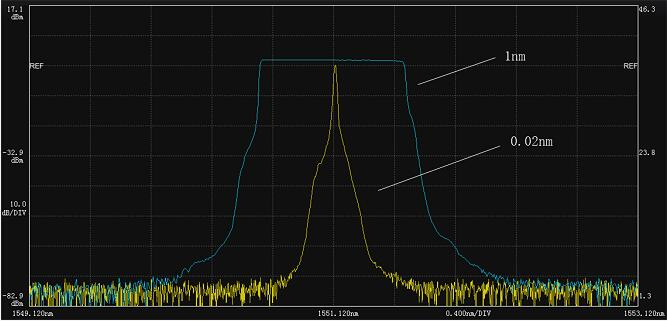 17.1
dBm
46.3
REF
REF
1nm
0.02nm
-32.9
dBm
23.8
10.0
dB/DIV
-82.9
dBm
1.3
1549.120nm
1551.120nm
0.400nm/DIV
1553.120nm